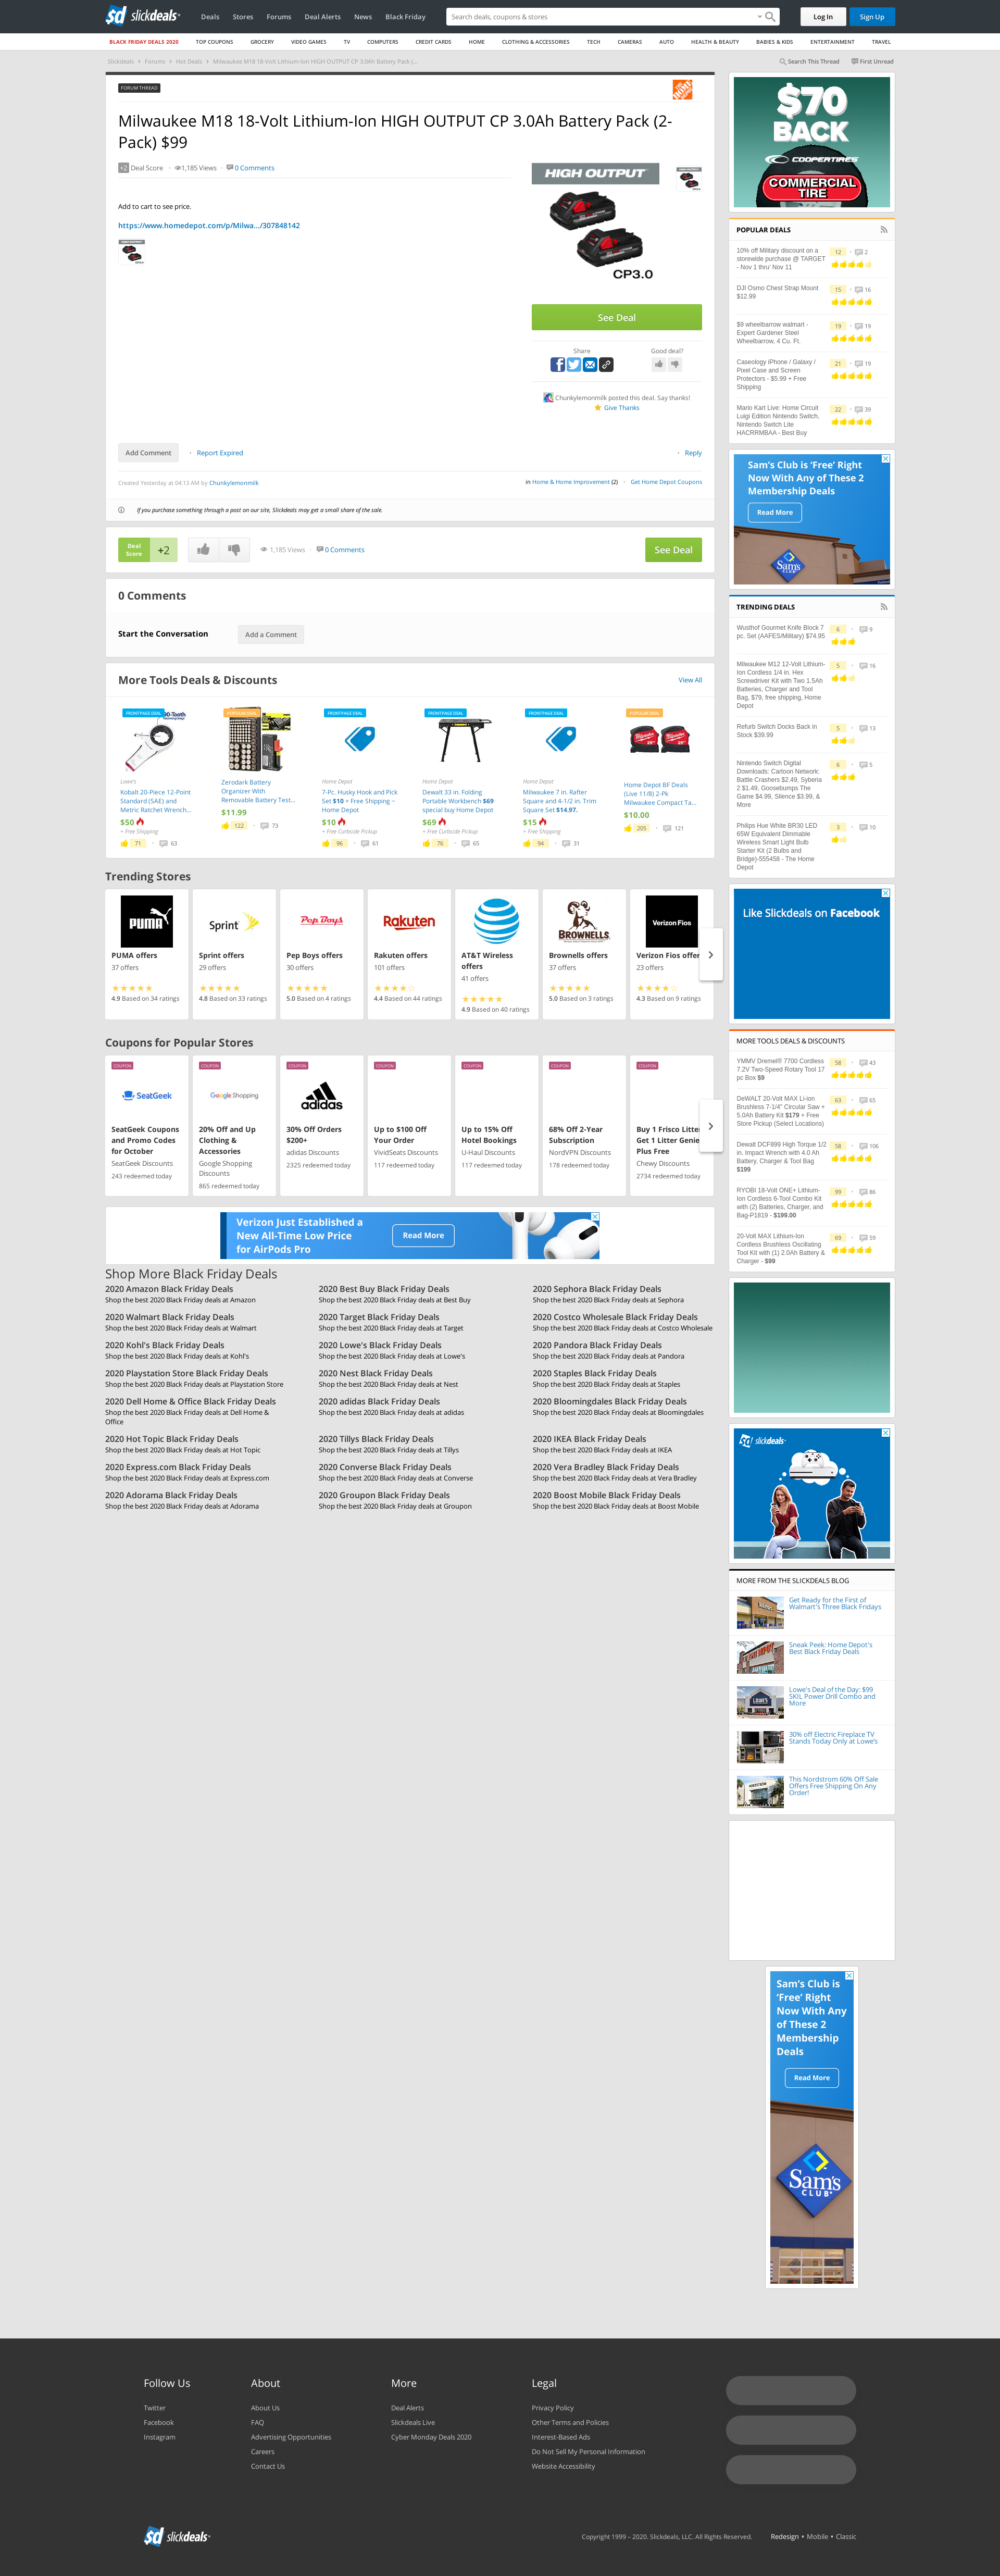 slickdeals
Deals
Stores
Forums
Deal Alerts
News
Black Friday
Search deals, coupons & stores
Log In
Sign Up
BLACK FRIDAY DEALS 2020
TOP COUPONS
GROCERY
VIDEO GAMES
TV
COMPUTERS
CREDIT CARDS
HOME
CLOTHING & ACCESSORIES
TECH
CAMERAS
AUTO
HEALTH & BEAUTY
BABIES & KIDS
ENTERTAINMENT
TRAVEL
Slickdeals > Forums > Hot Deals > Milwaukee M18 18-Volt Lithium-Ion HIGH OUTPUT CP 3.0Ah Battery Pack (...
Search This Thread
First Unread
FORUM THREAD
Milwaukee M18 18-Volt Lithium-Ion HIGH OUTPUT CP 3.0Ah Battery Pack (2-
Pack) $99
+2 Deal Score
1,185 Views
0 Comments
Add to cart to see price.
https://www.homedepot.com/p/Milwa.../307848142
HIGH OUTPUT
CP3.0
See Deal
Share
Good deal?
Chunkylemonmilk posted this deal. Say thanks!
Give Thanks
Add Comment
Report Expired
Reply
Created Yesterday at 04:13 AM by Chunkylemonmilk
in Home & Home Improvement (2)
Get Home Depot Coupons
If you purchase something through a post on our site, Slickdeals may get a small share of the sale.
Deal
Score
+2
1,185 Views
0 Comments
See Deal
0 Comments
Start the Conversation
Add a Comment
More Tools Deals & Discounts
View All
FRONTPAGE DEAL
Lowe's
Kobalt 20-Piece 12-Point
Standard (SAE) and
Metric Ratchet Wrench...
$50
+ Free Shipping
71
63
POPULAR DEAL
Zerodark Battery
Organizer With
Removable Battery Test...
$11.99
122
73
FRONTPAGE DEAL
Home Depot
7-Pc. Husky Hook and Pick
Set $10 + Free Shipping ~
Home Depot
$10
+ Free Curbside Pickup
96
61
FRONTPAGE DEAL
Home Depot
Dewalt 33 in. Folding
Portable Workbench $69
special buy Home Depot
$69
+ Free Curbside Pickup
76
65
FRONTPAGE DEAL
Home Depot
Milwaukee 7 in. Rafter
Square and 4-1/2 in. Trim
Square Set $14.97.
$15
+ Free Shipping
94
31
POPULAR DEAL
Home Depot BF Deals
(Live 11/8) 2-Pk
Milwaukee Compact Ta...
$10.00
205
121
Trending Stores
PUMA
PUMA offers
37 offers
4.9 Based on 34 ratings
Sprint
Sprint offers
29 offers
4.8 Based on 33 ratings
Pep Boys
Pep Boys offers
30 offers
5.0 Based on 4 ratings
Rakuten
Rakuten offers
101 offers
4.4 Based on 44 ratings
AT&T Wireless
offers
41 offers
4.9 Based on 40 ratings
BROWNELLS
Brownells offers
37 offers
5.0 Based on 3 ratings
Verizon Fios
Verizon Fios offers
23 offers
4.3 Based on 9 ratings
Coupons for Popular Stores
COUPON
SeatGeek
SeatGeek Coupons
and Promo Codes
for October
SeatGeek Discounts
243 redeemed today
COUPON
Google Shopping
20% Off and Up
Clothing &
Accessories
Google Shopping
Discounts
865 redeemed today
COUPON
adidas
30% Off Orders
$200+
adidas Discounts
2325 redeemed today
COUPON
Up to $100 Off
Your Order
VividSeats Discounts
117 redeemed today
COUPON
Up to 15% Off
Hotel Bookings
U-Haul Discounts
117 redeemed today
COUPON
68% Off 2-Year
Subscription
NordVPN Discounts
178 redeemed today
COUPON
Buy 1 Frisco Litter
Get 1 Litter Genie
Plus Free
Chewy Discounts
2734 redeemed today
Verizon Just Established a
New All-Time Low Price
for AirPods Pro
Read More
Shop More Black Friday Deals
2020 Amazon Black Friday Deals
Shop the best 2020 Black Friday deals at Amazon
2020 Best Buy Black Friday Deals
Shop the best 2020 Black Friday deals at Best Buy
2020 Sephora Black Friday Deals
Shop the best 2020 Black Friday deals at Sephora
2020 Walmart Black Friday Deals
Shop the best 2020 Black Friday deals at Walmart
2020 Target Black Friday Deals
Shop the best 2020 Black Friday deals at Target
2020 Costco Wholesale Black Friday Deals
Shop the best 2020 Black Friday deals at Costco Wholesale
2020 Kohl's Black Friday Deals
Shop the best 2020 Black Friday deals at Kohl's
2020 Lowe's Black Friday Deals
Shop the best 2020 Black Friday deals at Lowe's
2020 Pandora Black Friday Deals
Shop the best 2020 Black Friday deals at Pandora
2020 Playstation Store Black Friday Deals
Shop the best 2020 Black Friday deals at Playstation Store
2020 Nest Black Friday Deals
Shop the best 2020 Black Friday deals at Nest
2020 Staples Black Friday Deals
Shop the best 2020 Black Friday deals at Staples
2020 Dell Home & Office Black Friday Deals
Shop the best 2020 Black Friday deals at Dell Home &
Office
2020 adidas Black Friday Deals
Shop the best 2020 Black Friday deals at adidas
2020 Bloomingdales Black Friday Deals
Shop the best 2020 Black Friday deals at Bloomingdales
2020 Hot Topic Black Friday Deals
Shop the best 2020 Black Friday deals at Hot Topic
2020 Tillys Black Friday Deals
Shop the best 2020 Black Friday deals at Tillys
2020 IKEA Black Friday Deals
Shop the best 2020 Black Friday deals at IKEA
2020 Express.com Black Friday Deals
Shop the best 2020 Black Friday deals at Express.com
2020 Converse Black Friday Deals
Shop the best 2020 Black Friday deals at Converse
2020 Vera Bradley Black Friday Deals
Shop the best 2020 Black Friday deals at Vera Bradley
2020 Adorama Black Friday Deals
Shop the best 2020 Black Friday deals at Adorama
2020 Groupon Black Friday Deals
Shop the best 2020 Black Friday deals at Groupon
2020 Boost Mobile Black Friday Deals
Shop the best 2020 Black Friday deals at Boost Mobile
$70
BACK
COOPERTIRES
COMMERCIAL
TIRE
POPULAR DEALS
10% off Military discount on a
storewide purchase @ TARGET
- Nov 1 thru' Nov 11
12
2
DJI Osmo Chest Strap Mount
$12.99
15
16
$9 wheelbarrow walmart -
Expert Gardener Steel
Wheelbarrow, 4 Cu. Ft.
19
19
Caseology iPhone / Galaxy /
Pixel Case and Screen
Protectors - $5.99 + Free
Shipping
21
19
Mario Kart Live: Home Circuit
Luigi Edition Nintendo Switch,
Nintendo Switch Lite
HACRRMBAA - Best Buy
22
39
Sam's Club is 'Free' Right
Now With Any of These 2
Membership Deals
Read More
Sam's
CLUB
TRENDING DEALS
Wusthof Gourmet Knife Block 7
pc. Set (AAFES/Military) $74.95
6
9
Milwaukee M12 12-Volt Lithium-
Ion Cordless 1/4 in. Hex
Screwdriver Kit with Two 1.5Ah
Batteries, Charger and Tool
Bag. $79, free shipping, Home
Depot
5
16
Refurb Switch Docks Back in
Stock $39.99
5
13
Nintendo Switch Digital
Downloads: Cartoon Network:
Battle Crashers $2.49, Syberia
2 $1.49, Goosebumps The
Game $4.99, Silence $3.99, &
More
6
5
Philips Hue White BR30 LED
65W Equivalent Dimmable
Wireless Smart Light Bulb
Starter Kit (2 Bulbs and
Bridge)-555458 - The Home
Depot
3
10
Like Slickdeals on Facebook
MORE TOOLS DEALS & DISCOUNTS
YMMV Dremel® 7700 Cordless
7.2V Two-Speed Rotary Tool 17
pc Box $9
58
43
DeWALT 20-Volt MAX Li-ion
Brushless 7-1/4" Circular Saw +
5.0Ah Battery Kit $179 + Free
Store Pickup (Select Locations)
63
65
Dewalt DCF899 High Torque 1/2
in. Impact Wrench with 4.0 Ah
Battery, Charger & Tool Bag
$199
58
106
RYOBI 18-Volt ONE+ Lithium-
Ion Cordless 6-Tool Combo Kit
with (2) Batteries, Charger, and
Bag-P1819 - $199.00
99
86
20-Volt MAX Lithium-Ion
Cordless Brushless Oscillating
Tool Kit with (1) 2.0Ah Battery &
Charger - $99
69
59
slickdeals
MORE FROM THE SLICKDEALS BLOG
Get Ready for the First of
Walmart's Three Black Fridays
Sneak Peek: Home Depot's
Best Black Friday Deals
Lowe's Deal of the Day: $99
SKIL Power Drill Combo and
More
30% off Electric Fireplace TV
Stands Today Only at Lowe's
This Nordstrom 60% Off Sale
Offers Free Shipping On Any
Order!
Sam's Club is
'Free' Right
Now With Any
of These 2
Membership
Deals
Read More
Sam's
CLUB
Follow Us
Twitter
Facebook
Instagram
About
About Us
FAQ
Advertising Opportunities
Careers
Contact Us
More
Deal Alerts
Slickdeals Live
Cyber Monday Deals 2020
Legal
Privacy Policy
Other Terms and Policies
Interest-Based Ads
Do Not Sell My Personal Information
Website Accessibility
slickdeals
Copyright 1999 – 2020. Slickdeals, LLC. All Rights Reserved.
Redesign • Mobile • Classic